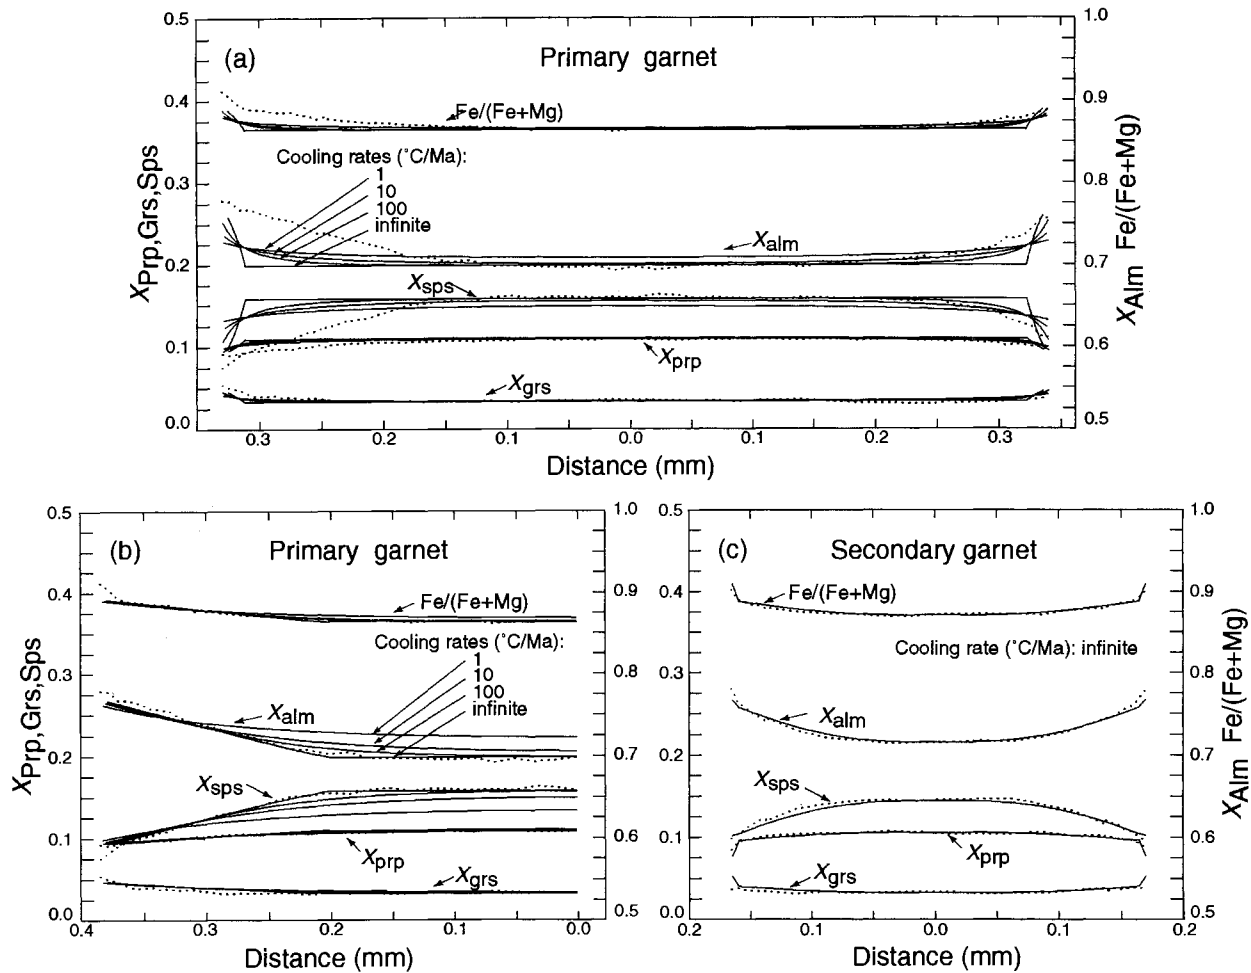 (a) Primary garnet
0.5
0.4
0.3
0.2
0.1
0.0
XPrp,Grs,Sps
1.0
0.9
0.8
0.7
0.6
0.5
XAlm Fe/(Fe+Mg)
Fe/(Fe+Mg)
Cooling rates (°C/Ma):
1
10
100
infinite
Xalm
Xsps
Xprp
Xgrs
0.3 0.2 0.1 0.0 0.1 0.2 0.3
Distance (mm)
(b) Primary garnet
0.5
0.4
0.3
0.2
0.1
0.0
XPrp,Grs,Sps
1.0
0.9
0.8
0.7
0.6
0.5
Fe/(Fe+Mg)
Cooling rates (°C/Ma):
1
10
100
infinite
Xalm
Xsps
Xprp
Xgrs
0.4 0.3 0.2 0.1 0.0
Distance (mm)
(c) Secondary garnet
0.5
0.4
0.3
0.2
0.1
0.0
1.0
0.9
0.8
0.7
0.6
0.5
XAlm Fe/(Fe+Mg)
Fe/(Fe+Mg)
Cooling rate (°C/Ma): infinite
Xalm
Xsps
Xprp
Xgrs
0.2 0.1 0.0 0.1 0.2
Distance (mm)